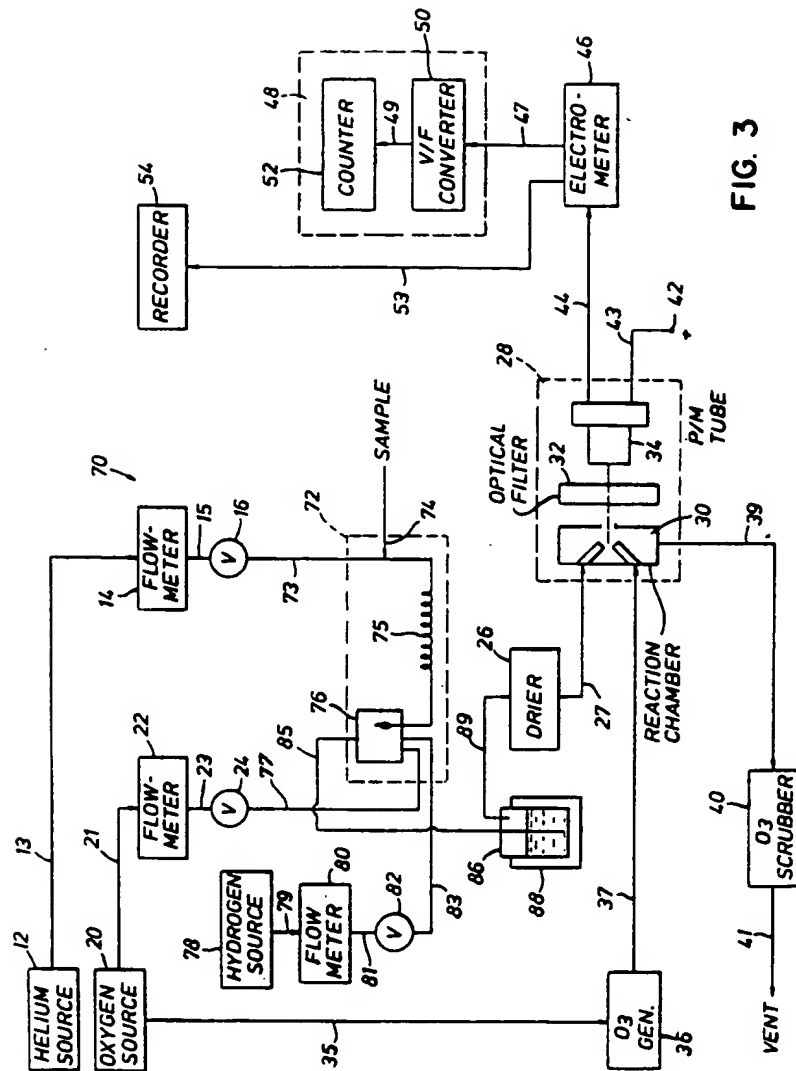 12
HELIUM
SOURCE
13
14
FLOW-
METER
15
V
16
70
73
OXYGEN
SOURCE
20
21
22
FLOW-
METER
23
V
24
77
85
76
75
72
74
SAMPLE
78
HYDROGEN
SOURCE
79
80
FLOW
METER
81
V
82
83
86
88
89
26
DRIER
27
35
O3
GEN.
36
37
REACTION
CHAMBER
30
OPTICAL
FILTER
32
28
34
P/M
TUBE
39
40
O3
SCRUBBER
41
VENT
42
+
43
44
46
ELECTRO-
METER
47
48
50
V/F
CONVERTER
49
52
COUNTER
53
54
RECORDER
FIG. 3